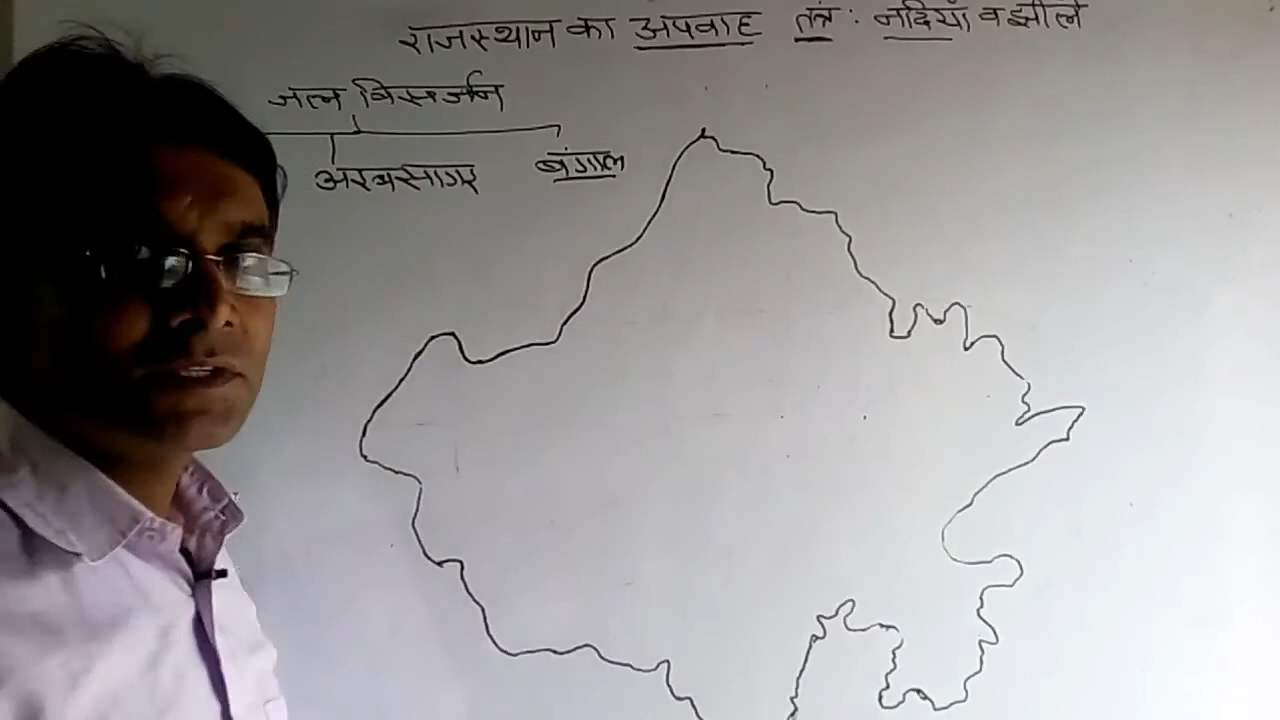 राजस्थान का अपवाह तंत्र : नदियाँ व झीलें
जल विसर्जन
अरबसागर बंगाल